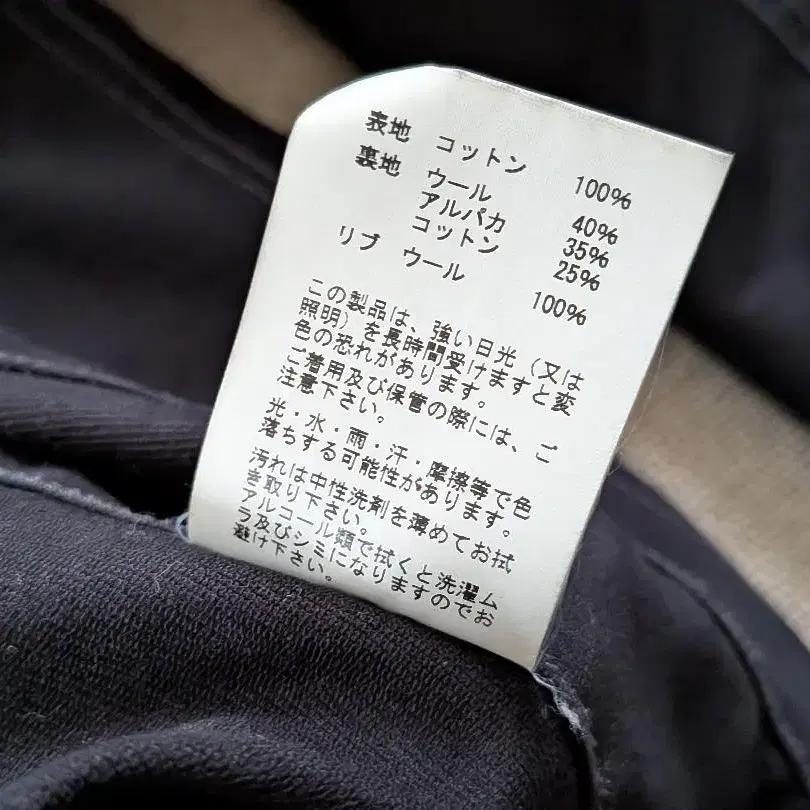 表地 コットン 100%
裏地 ウール 40%
アルパカ 35%
コットン 25%
リブ ウール 100%
この製品は、強い日光（又は
照明）を長時間受けますと変
色の恐れがあります。
ご着用及び保管の際には、ご
注意下さい。
光・水・雨・汗・摩擦等で色
落ちする可能性があります。
汚れは中性洗剤を薄めてお拭
き取り下さい。
アルコール類で拭くと洗濯ム
ラ及びシミになりますのでお
避け下さい。